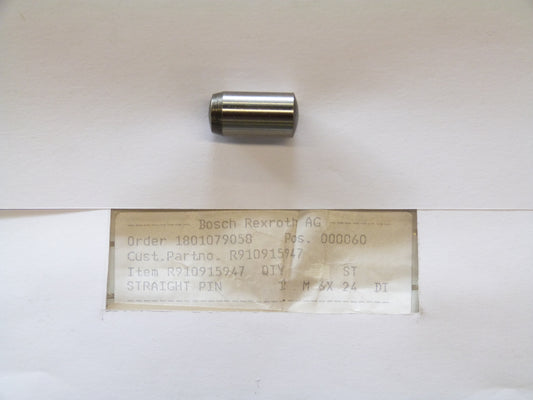 Bosch Rexroth AG
Order 1801079058 Pos. 000060
Cust.Partno. R910915947
Item R910915947 QTY ST
STRAIGHT PIN M 6X 24 DI